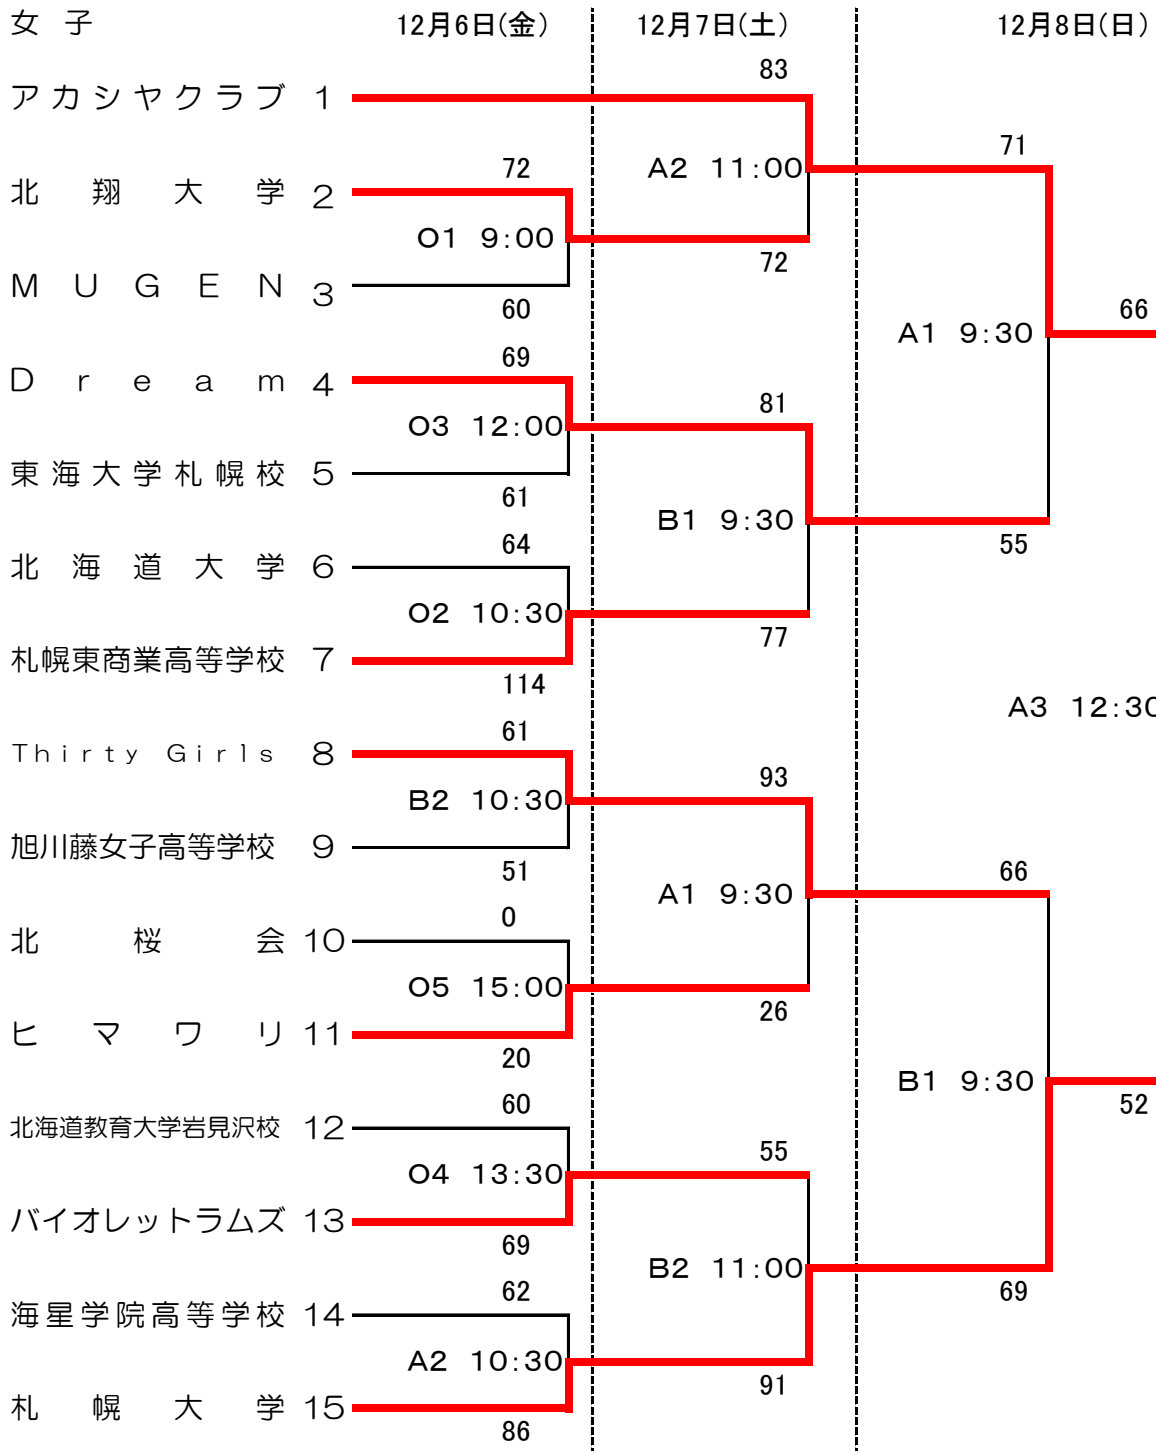 女子 12月6日(金) 12月7日(土) 12月8日(日)
83
アカシヤクラブ 1
71
72
A2 11:00
北翔大学 2
O1 9:00
72
MUGEN 3
60
66
A1 9:30
69
Dream 4
81
O3 12:00
東海大学札幌校 5
61
B1 9:30
64
55
北海道大学 6
O2 10:30
77
札幌東商業高等学校 7
114
A3 12:30
61
Thirty Girls 8
93
B2 10:30
旭川藤女子高等学校 9
51
66
A1 9:30
0
北桜会 10
O5 15:00
26
ヒマワリ 11
20
B1 9:30
60
52
北海道教育大学岩見沢校 12
55
O4 13:30
バイオレットラムズ 13
69
B2 11:00
62
69
海星学院高等学校 14
A2 10:30
91
札幌大学 15
86